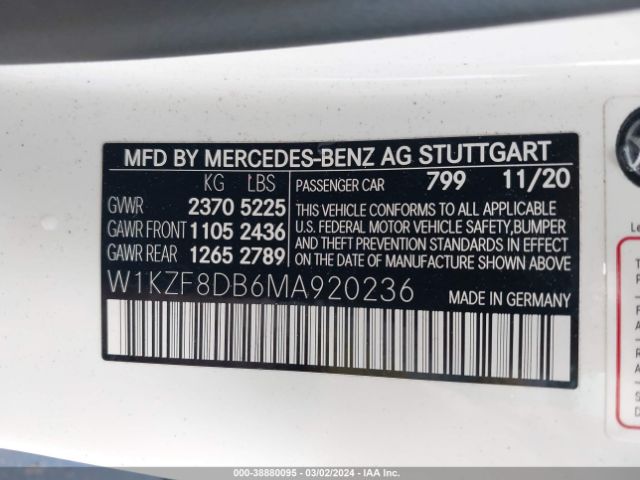 MFD BY MERCEDES-BENZ AG STUTTGART
KG LBS
GVWR 2370 5225
GAWR FRONT 1105 2436
GAWR REAR 1265 2789
PASSENGER CAR 799 11/20
THIS VEHICLE CONFORMS TO ALL APPLICABLE
U.S. FEDERAL MOTOR VEHICLE SAFETY,BUMPER
AND THEFT PREVENTION STANDARDS IN EFFECT
ON THE DATE OF MANUFACTURE SHOWN ABOVE.
W1KZF8DB6MA920236
MADE IN GERMANY
000-38880095 - 03/02/2024 - IAA Inc.